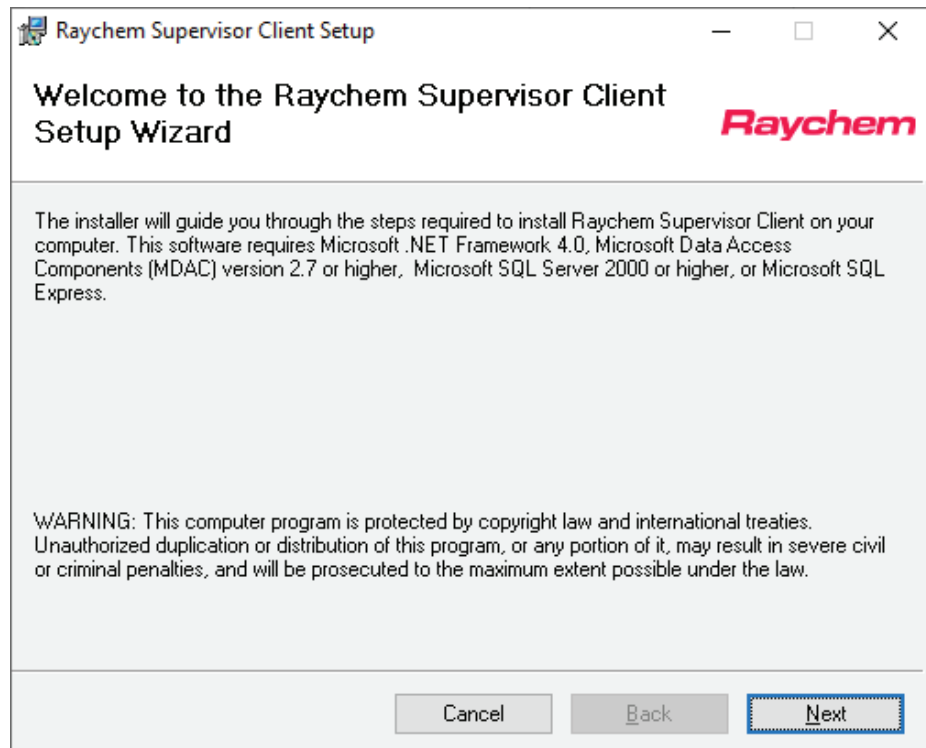 Raychem Supervisor Client Setup
Welcome to the Raychem Supervisor Client
Setup Wizard
Raychem
The installer will guide you through the steps required to install Raychem Supervisor Client on your
computer. This software requires Microsoft .NET Framework 4.0, Microsoft Data Access
Components (MDAC) version 2.7 or higher,  Microsoft SQL Server 2000 or higher, or Microsoft SQL
Express.
WARNING: This computer program is protected by copyright law and international treaties.
Unauthorized duplication or distribution of this program, or any portion of it, may result in severe civil
or criminal penalties, and will be prosecuted to the maximum extent possible under the law.
Cancel Back Next